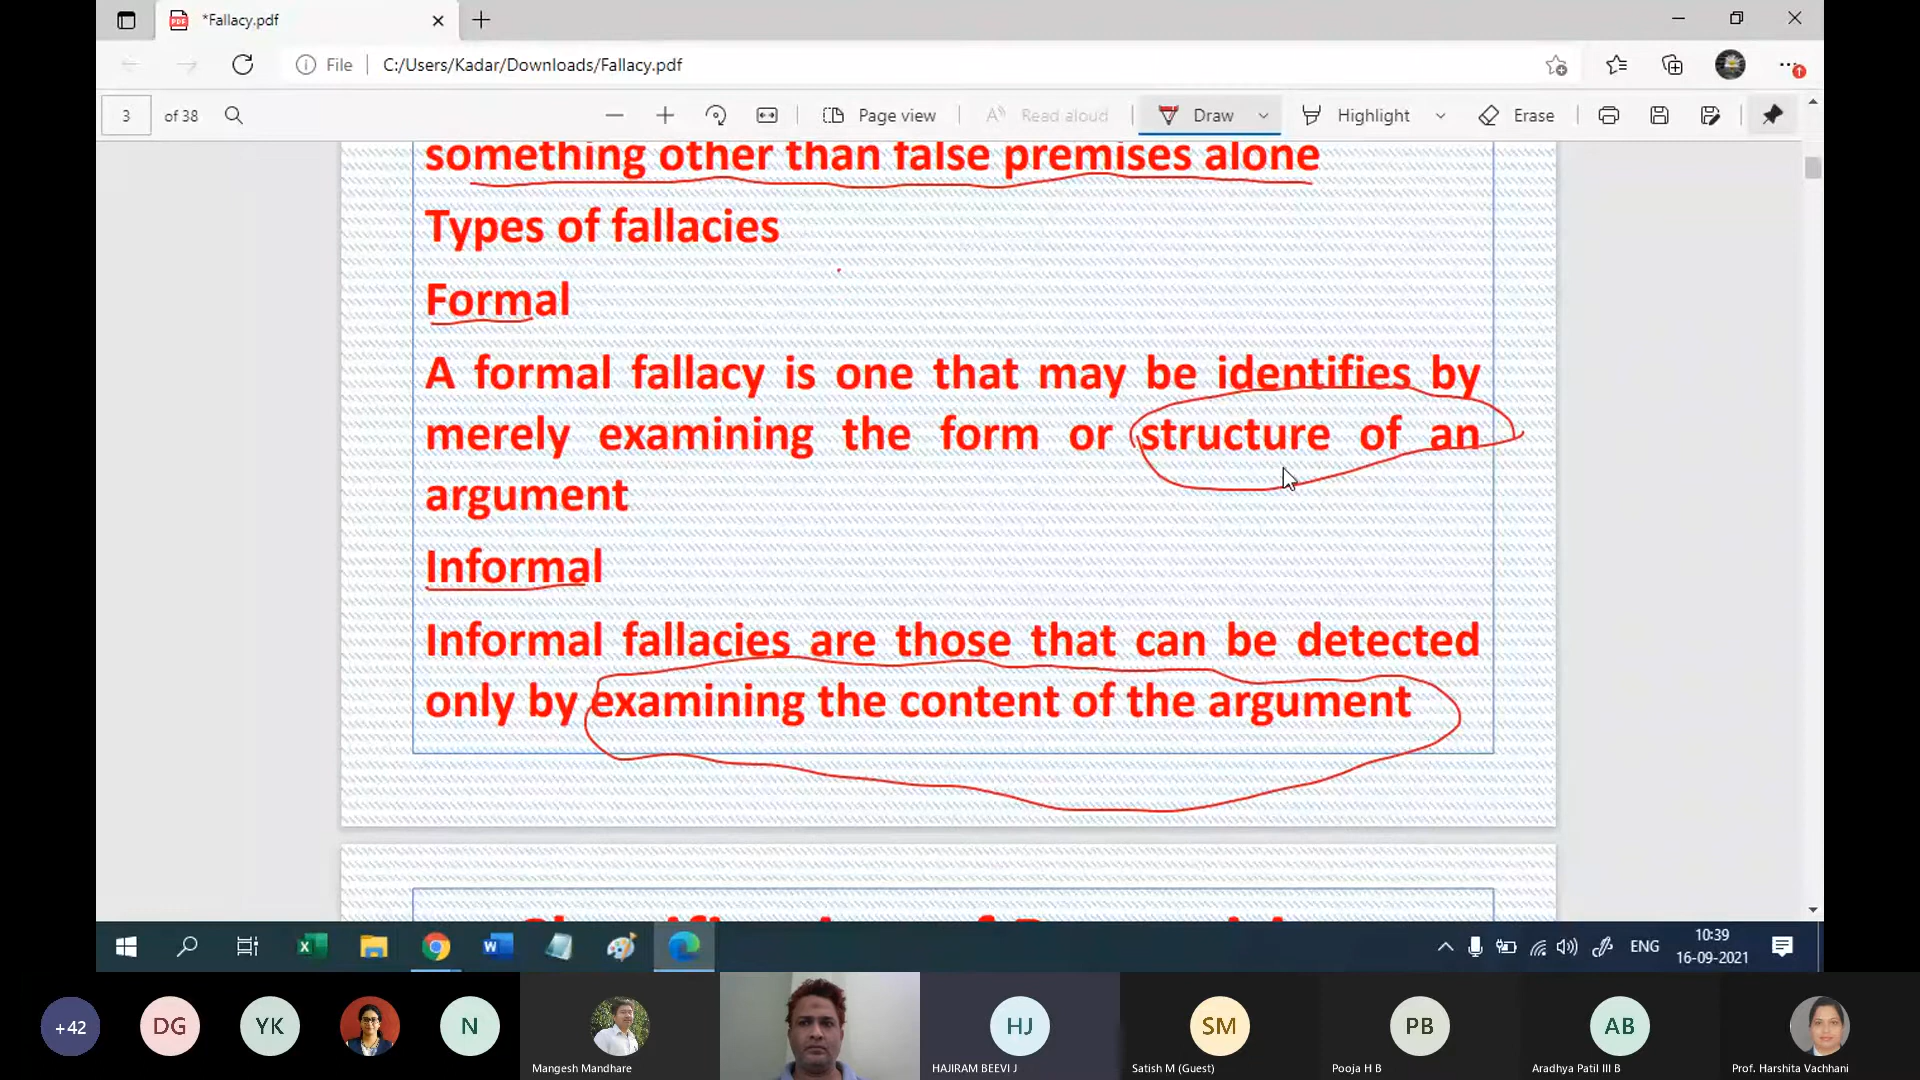 *Fallacy.pdf
File
C:/Users/Kadar/Downloads/Fallacy.pdf
3 of 38
Page view
Read aloud
Draw
Highlight
Erase
something other than false premises alone
Types of fallacies
Formal
A formal fallacy is one that may be identifies by
merely examining the form or structure of an
argument
Informal
Informal fallacies are those that can be detected
only by examining the content of the argument
ENG
10:39
16-09-2021
+42
DG
YK
N
Mangesh Mandhare
HJ
HAJIRAM BEEVI J
SM
Satish M (Guest)
PB
Pooja H B
AB
Aradhya Patil III B
Prof. Harshita Vachhani